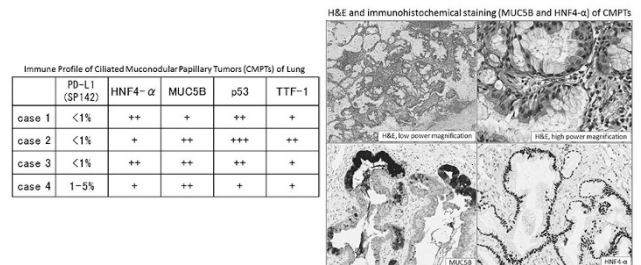 H&E and immunohistochemical staining (MUC5B and HNF4-α) of CMPTs
Immune Profile of Ciliated Muconodular Papillary Tumors (CMPTs) of Lung
PD-L1 (SP142) HNF4-α MUC5B p53 TTF-1
case 1 <1% ++ + ++ +
case 2 <1% + ++ +++ ++
case 3 <1% ++ ++ ++ +
case 4 1-5% + ++ + +
H&E, low power magnification
H&E, high power magnification
MUC5B
HNF4-α